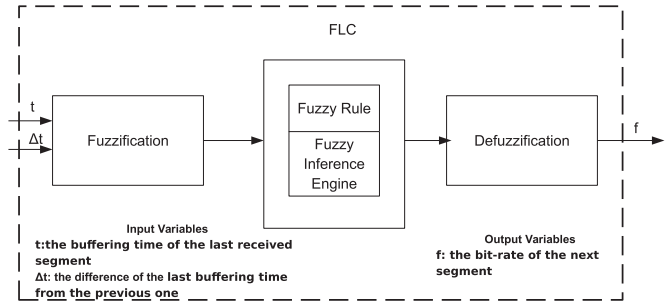 FLC
t
Δt
Fuzzification
Fuzzy Rule
Fuzzy
Inference
Engine
Defuzzification
f
Input Variables
t:the buffering time of the last received
segment
Δt: the difference of the last buffering time
from the previous one
Output Variables
f: the bit-rate of the next
segment